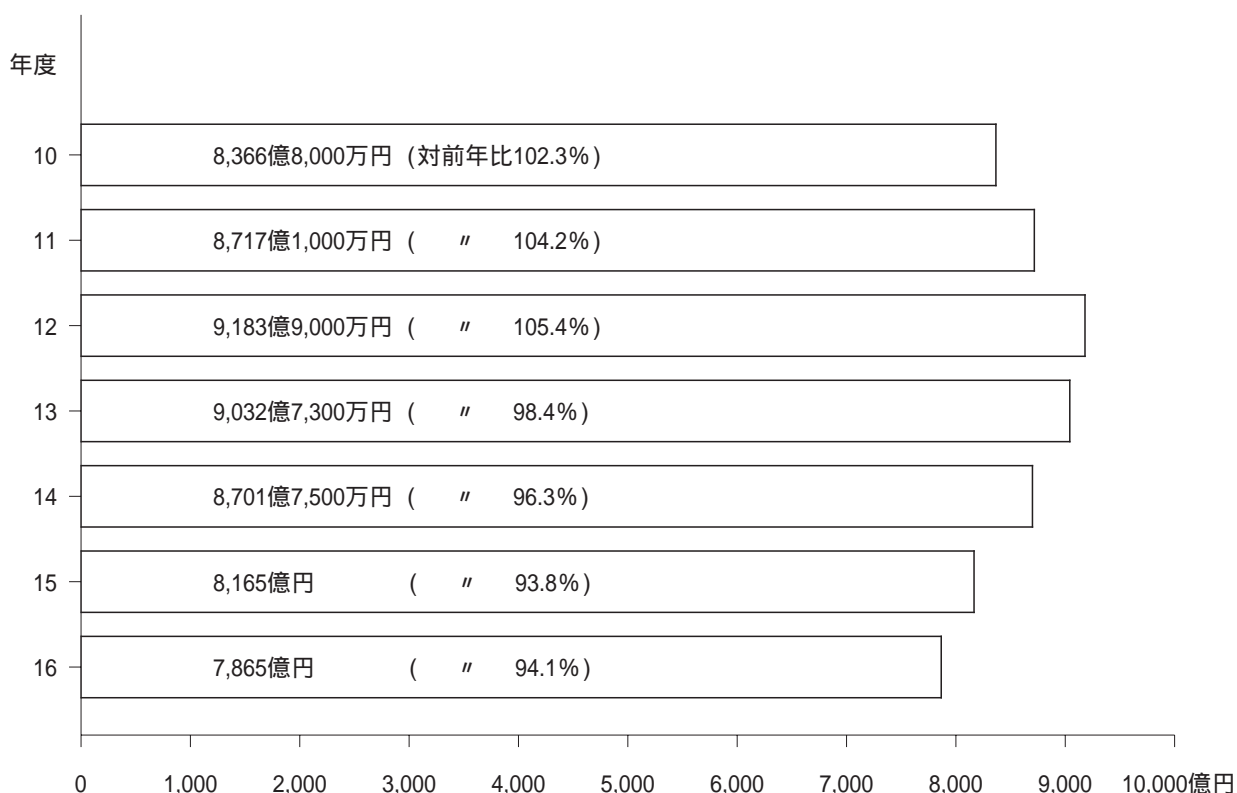 年度
10 8,366億8,000万円 (対前年比102.3%)
11 8,717億1,000万円 ( 〃 104.2%)
12 9,183億9,000万円 ( 〃 105.4%)
13 9,032億7,300万円 ( 〃 98.4%)
14 8,701億7,500万円 ( 〃 96.3%)
15 8,165億円 ( 〃 93.8%)
16 7,865億円 ( 〃 94.1%)
0 1,000 2,000 3,000 4,000 5,000 6,000 7,000 8,000 9,000 10,000億円